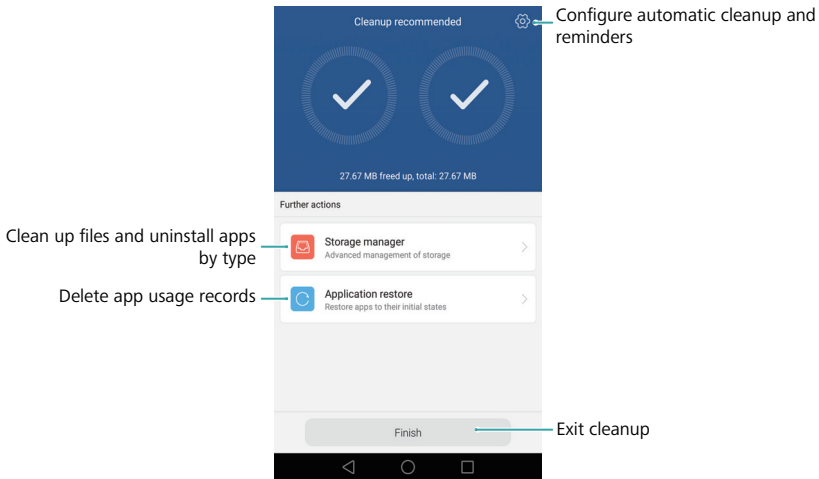 Cleanup recommended
Configure automatic cleanup and
reminders
27.67 MB freed up, total: 27.67 MB
Further actions
Clean up files and uninstall apps
by type
Storage manager
Advanced management of storage
Delete app usage records
Application restore
Restore apps to their initial states
Finish
Exit cleanup